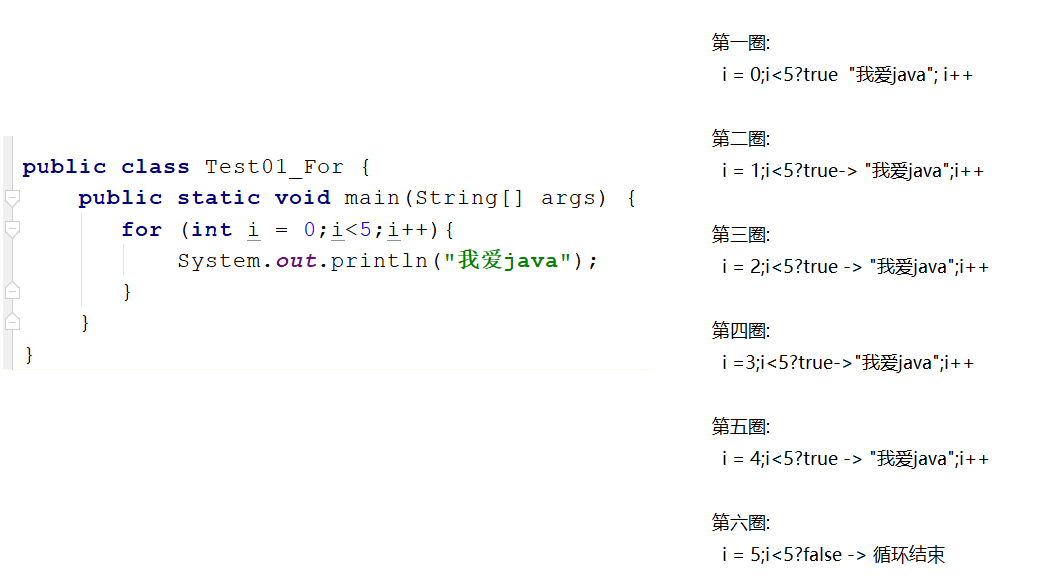 public class Test01_For {
public static void main(String[] args) {
for (int i = 0;i<5;i++){
System.out.println("我爱java");
}
}
}
第一圈:
i = 0;i<5?true  "我爱java"; i++
第二圈:
i = 1;i<5?true-> "我爱java";i++
第三圈:
i = 2;i<5?true -> "我爱java";i++
第四圈:
i =3;i<5?true->"我爱java";i++
第五圈:
i = 4;i<5?true -> "我爱java";i++
第六圈:
i = 5;i<5?false -> 循环结束